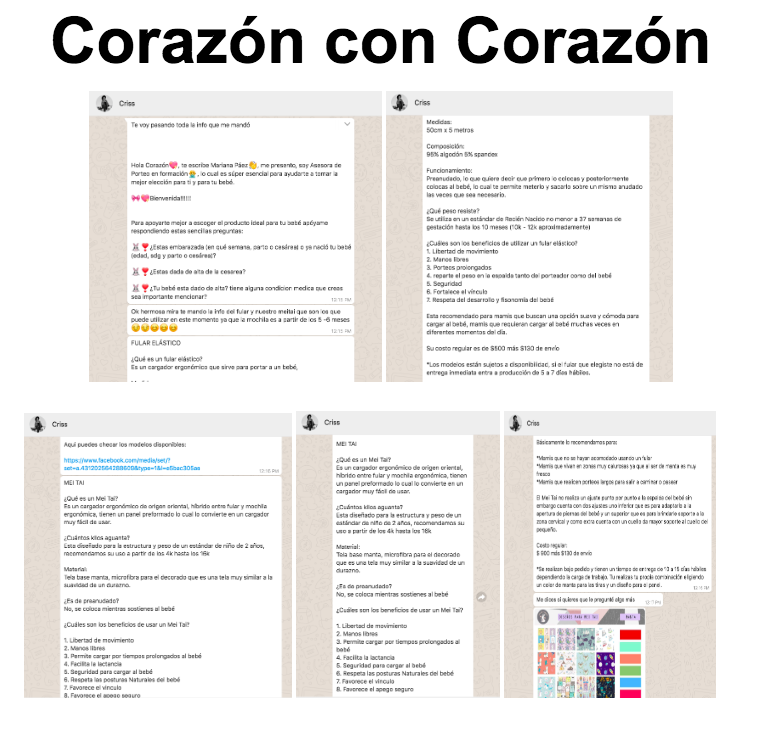 Corazón con Corazón
Criss
Te voy pasando toda la info que me mandó
Hola Corazón💖, te escribe Mariana Páez👋, me presento, soy Asesora de
Porteo en formación, lo cual es súper esencial para ayudarte a tomar la
mejor elección para ti y para tu bebé.
🎀💖Bienvenida!!!!!
Para apoyarte mejor a escoger el producto ideal para tu bebé apóyame
respondiendo estas sencillas preguntas:
🐰❣️¿Estas embarazada (en qué semana, parto o cesárea) o ya nació tu bebé
(edad, sdg y parto o cesárea)?
🐰❣️¿Estas dada de alta de la cesarea?
🐰❣️¿Tu bebé esta dado de alta? tiene alguna condicion medica que creas
sea importante mencionar?
12:15 PM
Ok hermosa mira te mando la info del fular y nuestro meitai que son los que
puede utilizar en este momento ya que la mochila es a partir de los 5 -6 meses
12:15 PM
FULAR ELÁSTICO
¿Qué es un fular elástico?
Es un cargador ergonómico que sirve para portar a un bebé,
Criss
Medidas:
50cm x 5 metros
Composición:
95% algodón 5% spandex
Funcionamiento:
Preanudado, lo que quiere decir que primero lo colocas y posteriormente
colocas al bebé, lo cual te permite meterlo y sacarlo sobre un mismo anudado
las veces que sea necesario.
¿Qué peso resiste?
Se utiliza en un estándar de Recién Nacido no menor a 37 semanas de
gestación hasta los 10 meses (10k - 12k aproximadamente)
¿Cuáles son los beneficios de utilizar un fular elástico?
1. Libertad de movimiento
2. Manos libres
3. Porteos prolongados
4. reparte el peso en la espalda tanto del porteador como del bebé
5. Seguridad
6. Fortalece el vínculo
7. Respeta del desarrollo y fisonomía del bebé
Esta recomendado para mamis que buscan una opción suave y cómoda para
cargar al bebé, mamis que requieran cargar al bebé muchas veces en
diferentes momentos del día.
Su costo regular es de $500 más $130 de envío
*Los modelos están sujetos a disponibilidad, si el fular que elegiste no está de
entrega inmediata entra a producción de 5 a 7 días hábiles.
Criss
Aquí puedes checar los modelos disponibles:
12:16 PM
MEI TAI
¿Qué es un Mei Tai?
Es un cargador ergonómico de origen oriental, híbrido entre fular y mochila
ergonómica, tienen un panel preformado lo cual lo convierte en un cargador
muy fácil de usar.
¿Cuántos kilos aguanta?
Esta diseñado para la estructura y peso de un estándar de niño de 2 años,
recomendamos su uso a partir de los 4k hasta los 16k
Material:
Tela base manta, microfibra para el decorado que es una tela muy similar a la
suavidad de un durazno.
¿Es de preanudado?
No, se coloca mientras sostienes al bebé
¿Cuáles son los beneficios de usar un Mei Tai?
1. Libertad de movimiento
2. Manos libres
3. Permite cargar por tiempos prolongados al bebé
4. Facilita la lactancia
5. Seguridad para cargar al bebé
6. Respeta las posturas Naturales del bebé
7. Favorece el vínculo
8. Favorece el apego seguro
Criss
MEI TAI
¿Qué es un Mei Tai?
Es un cargador ergonómico de origen oriental,
híbrido entre fular y mochila ergonómica, tienen
un panel preformado lo cual lo convierte en un
cargador muy fácil de usar.
¿Cuántos kilos aguanta?
Esta diseñado para la estructura y peso de un
estándar de niño de 2 años, recomendamos su
uso a partir de los 4k hasta los 16k
Material:
Tela base manta, microfibra para el decorado
que es una tela muy similar a la suavidad de un
durazno.
¿Es de preanudado?
No, se coloca mientras sostienes al bebé
¿Cuáles son los beneficios de usar un Mei Tai?
1. Libertad de movimiento
2. Manos libres
3. Permite cargar por tiempos prolongados al
bebé
4. Facilita la lactancia
5. Seguridad para cargar al bebé
6. Respeta las posturas Naturales del bebé
7. Favorece el vínculo
8. Favorece el apego seguro
Criss
Básicamente lo recomendamos para:
*Mamis que no se hayan acomodado usando un fular
*Mamis que vivan en zonas muy calurosas ya que al ser de manta es muy
fresco
*Mamis que realicen porteos largos para salir a caminar o pasear
El Mei Tai no realiza un ajuste punto por punto a la espalda del bebé sin
embargo cuenta con dos ajustes uno inferior que es para adaptarlo a la
apertura de piernas del bebé y un superior que es para brindarle soporte a la
zona cervical y como extra cuenta con un cuello da mayor soporte al cuello del
pequeño.
Costo regular:
$ 900 más $130 de envío
*Se realizan bajo pedido y tienen un tiempo de entrega de 10 a 15 días hábiles
dependiendo la carga de trabajo. Tu realizas tu propia combinación eligiendo
un color de manta para los tiras y un diseño para el panel.
Me dices si quieres que le pregunté algo más
12:17 PM
DISEÑOS PARA MEI TAI
MANTA